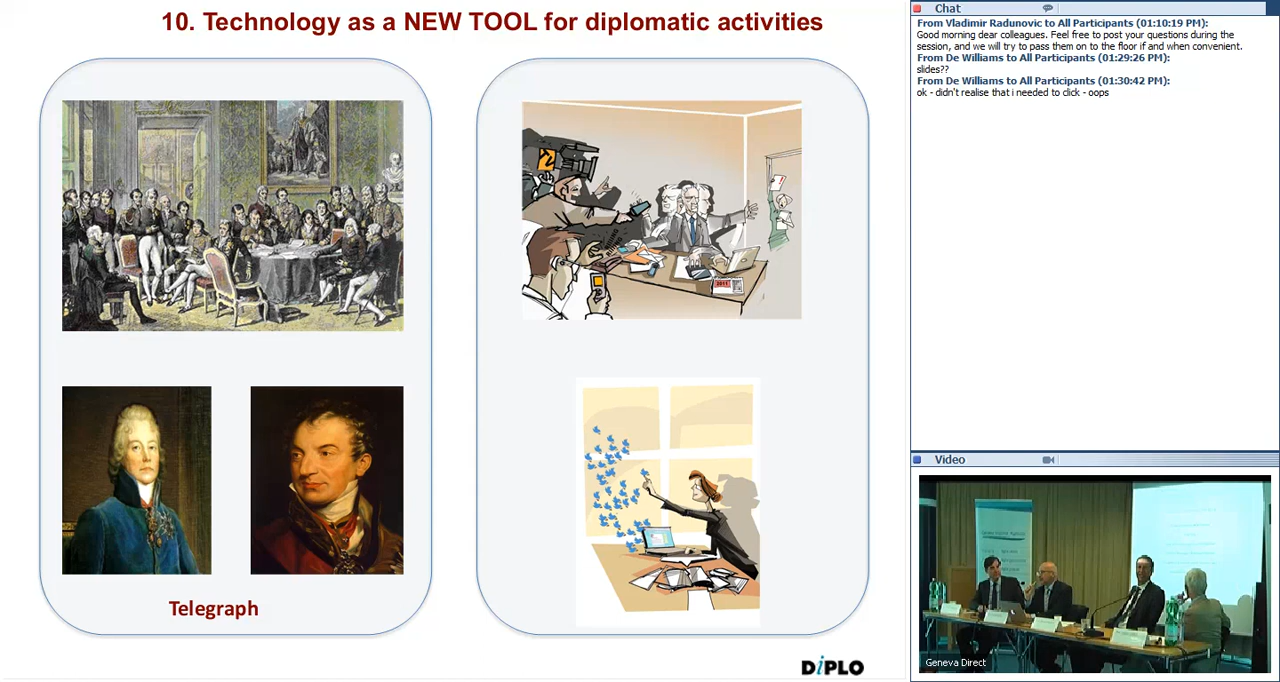 10. Technology as a NEW TOOL for diplomatic activities
2011
Telegraph
DiPLO
Chat
From Vladimir Radunovic to All Participants (01:10:19 PM):
Good morning dear colleagues. Feel free to post your questions during the
session, and we will try to pass them on to the floor if and when convenient.
From De Williams to All Participants (01:29:26 PM):
slides??
From De Williams to All Participants (01:30:42 PM):
ok - didn't realise that i needed to click - oops
Video
Geneva Direct